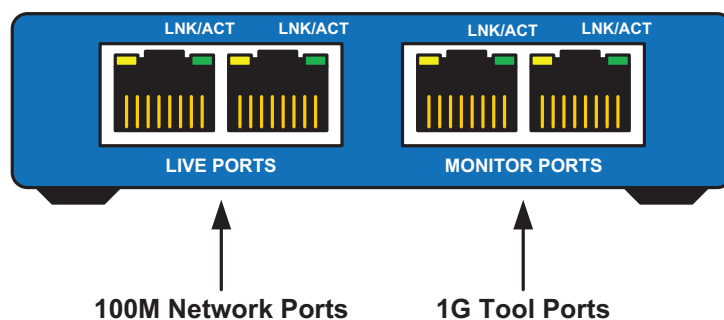 LNK/ACT LNK/ACT LNK/ACT LNK/ACT
LIVE PORTS MONITOR PORTS
100M Network Ports 1G Tool Ports